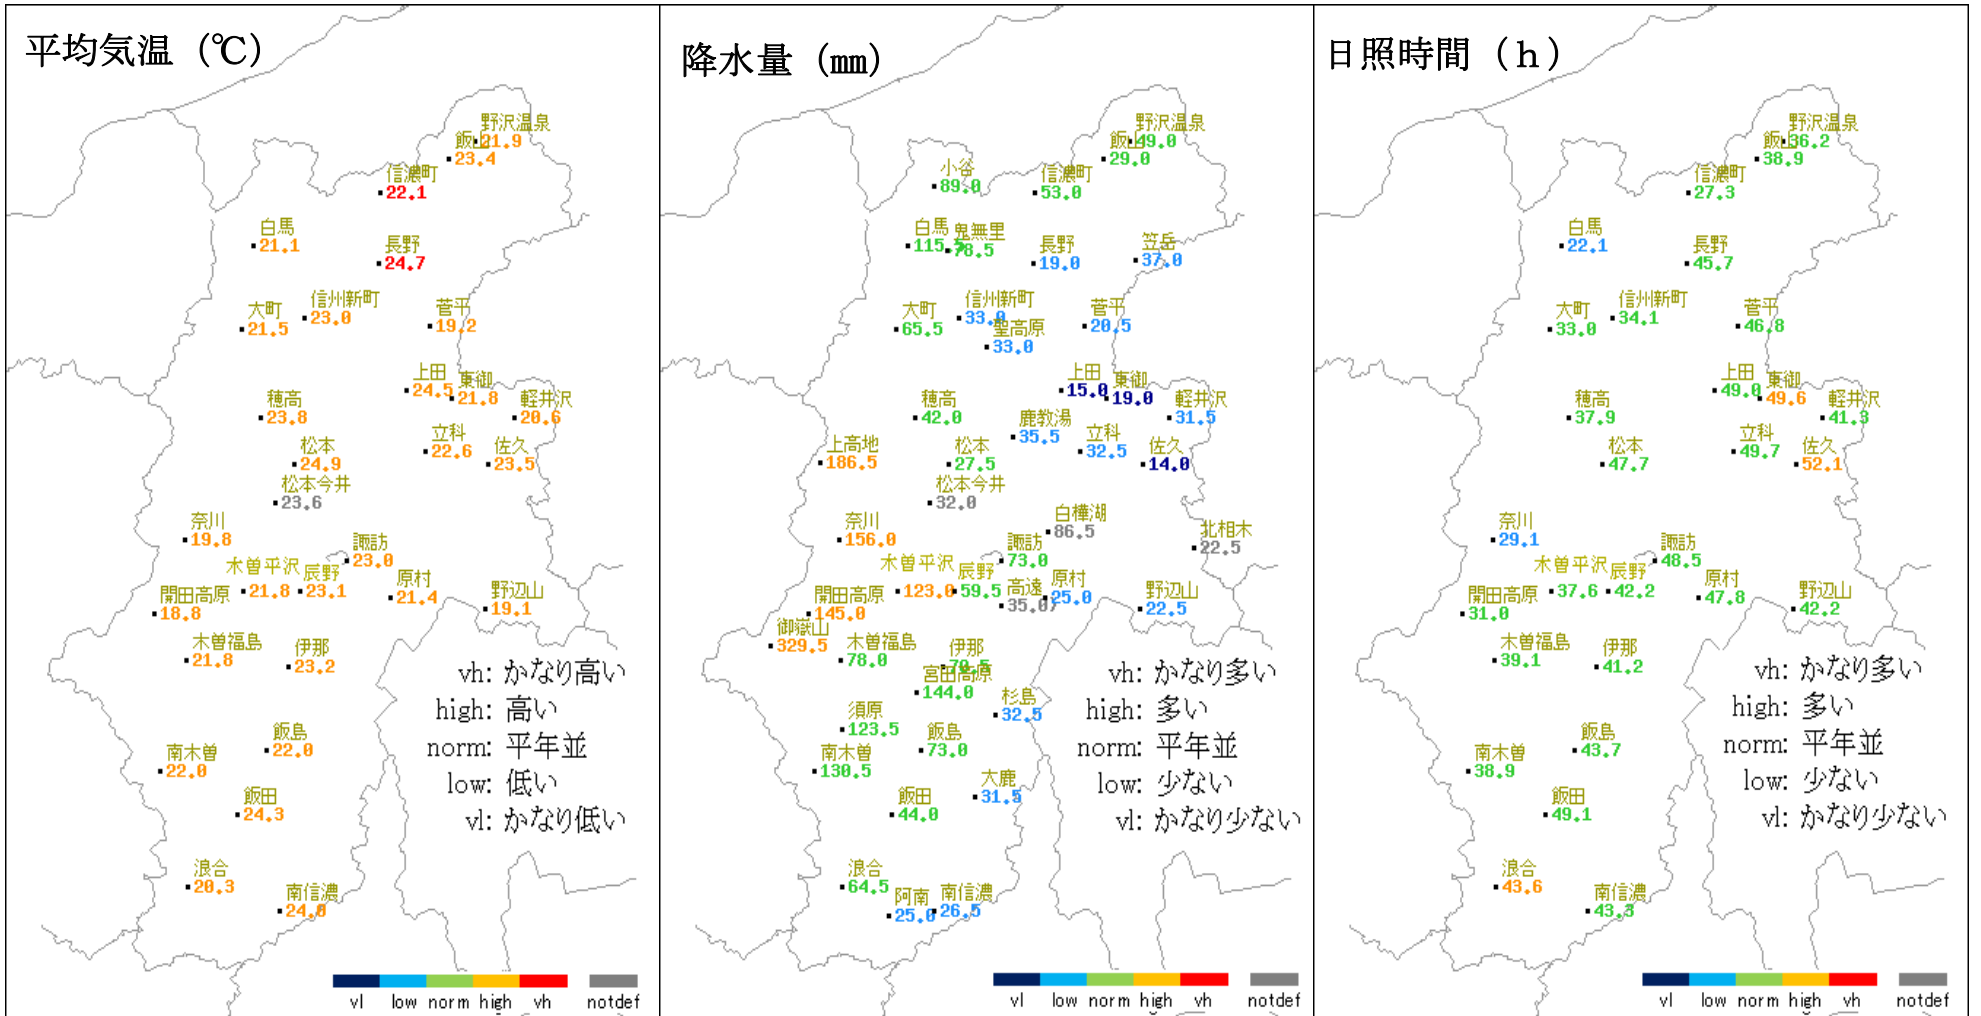 平均気温（℃）
野沢温泉
21.9
飯山
23.4
信濃町
22.1
白馬
21.1
長野
24.7
信州新町
23.0
大町
21.5
菅平
19.2
上田
24.5
東御
21.8
軽井沢
20.6
穂高
23.8
立科
22.6
松本
24.9
佐久
23.5
松本今井
23.6
奈川
19.8
諏訪
23.0
木曽平沢
21.8
辰野
23.1
原村
21.4
開田高原
18.8
野辺山
19.1
木曽福島
21.8
伊那
23.2
飯島
22.0
南木曽
22.0
飯田
24.3
浪合
20.3
南信濃
24.0
vh: かなり高い
high: 高い
norm: 平年並
low: 低い
vl: かなり低い
vl low norm high vh notdef
降水量（mm）
野沢温泉
49.0
飯山
29.0
小谷
89.0
信濃町
53.0
白馬
115.5
鬼無里
78.5
長野
19.0
笠岳
37.0
大町
65.5
信州新町
33.0
聖高原
33.0
菅平
20.5
上田
15.0
東御
19.0
軽井沢
31.5
穂高
42.0
鹿教湯
35.5
立科
32.5
上高地
186.5
松本
27.5
佐久
14.0
松本今井
32.0
白樺湖
86.5
奈川
156.0
北相木
22.5
諏訪
73.0
木曽平沢
123.0
辰野
59.5
高遠
35.0
原村
25.0
開田高原
145.0
野辺山
22.5
御嶽山
329.5
木曽福島
78.0
伊那
宮田高原
144.0
杉島
32.5
須原
123.5
飯島
73.0
南木曽
130.5
大鹿
31.5
飯田
44.0
浪合
64.5
阿南
25.0
南信濃
26.5
vh: かなり多い
high: 多い
norm: 平年並
low: 少ない
vl: かなり少ない
vl low norm high vh notdef
日照時間（ｈ）
野沢温泉
36.2
飯山
38.9
信濃町
27.3
白馬
22.1
長野
45.7
信州新町
34.1
大町
33.0
菅平
46.8
上田
49.0
東御
49.6
軽井沢
41.3
穂高
37.9
立科
49.7
松本
47.7
佐久
52.1
奈川
29.1
諏訪
48.5
木曽平沢
37.6
辰野
42.2
原村
47.8
開田高原
31.0
野辺山
42.2
木曽福島
39.1
伊那
41.2
飯島
43.7
南木曽
38.9
飯田
49.1
浪合
43.6
南信濃
43.3
vh: かなり多い
high: 多い
norm: 平年並
low: 少ない
vl: かなり少ない
vl low norm high vh notdef